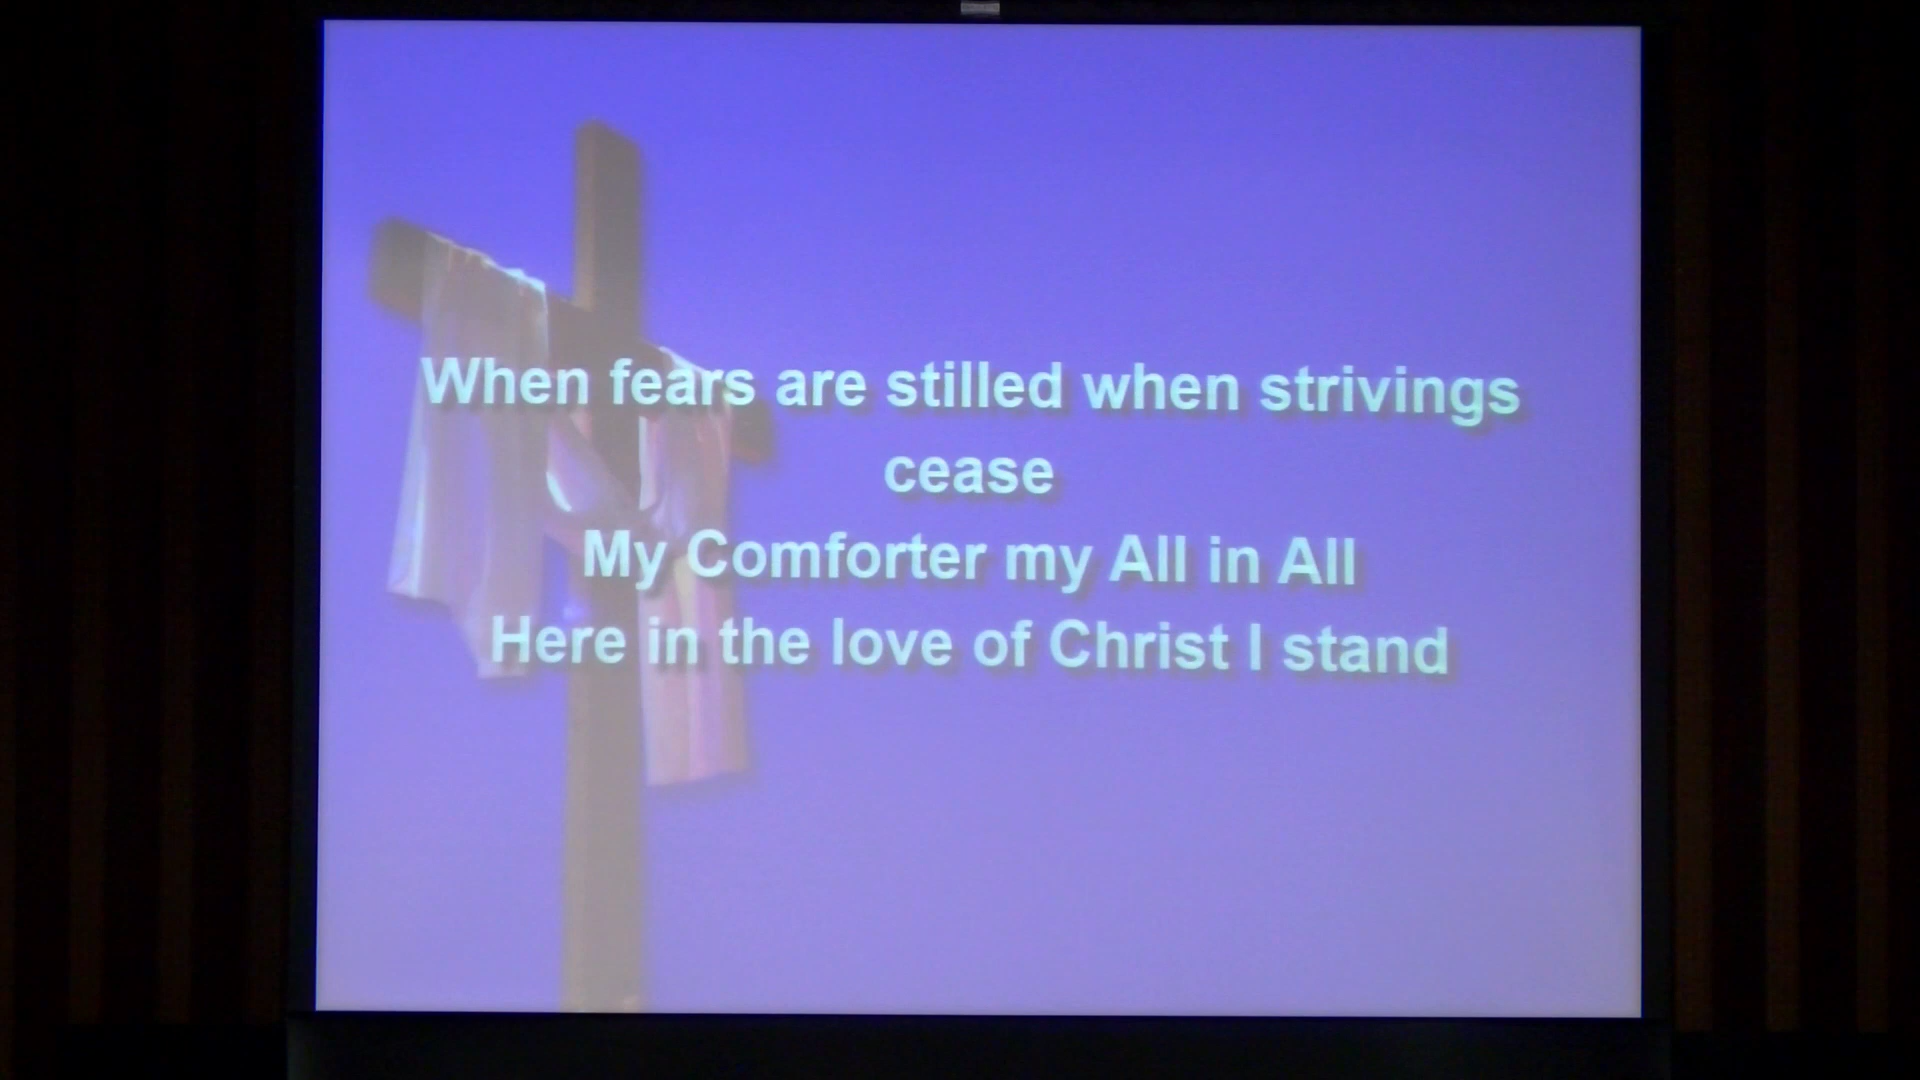 When fears are stilled when strivings
cease
My Comforter my All in All
Here in the love of Christ I stand